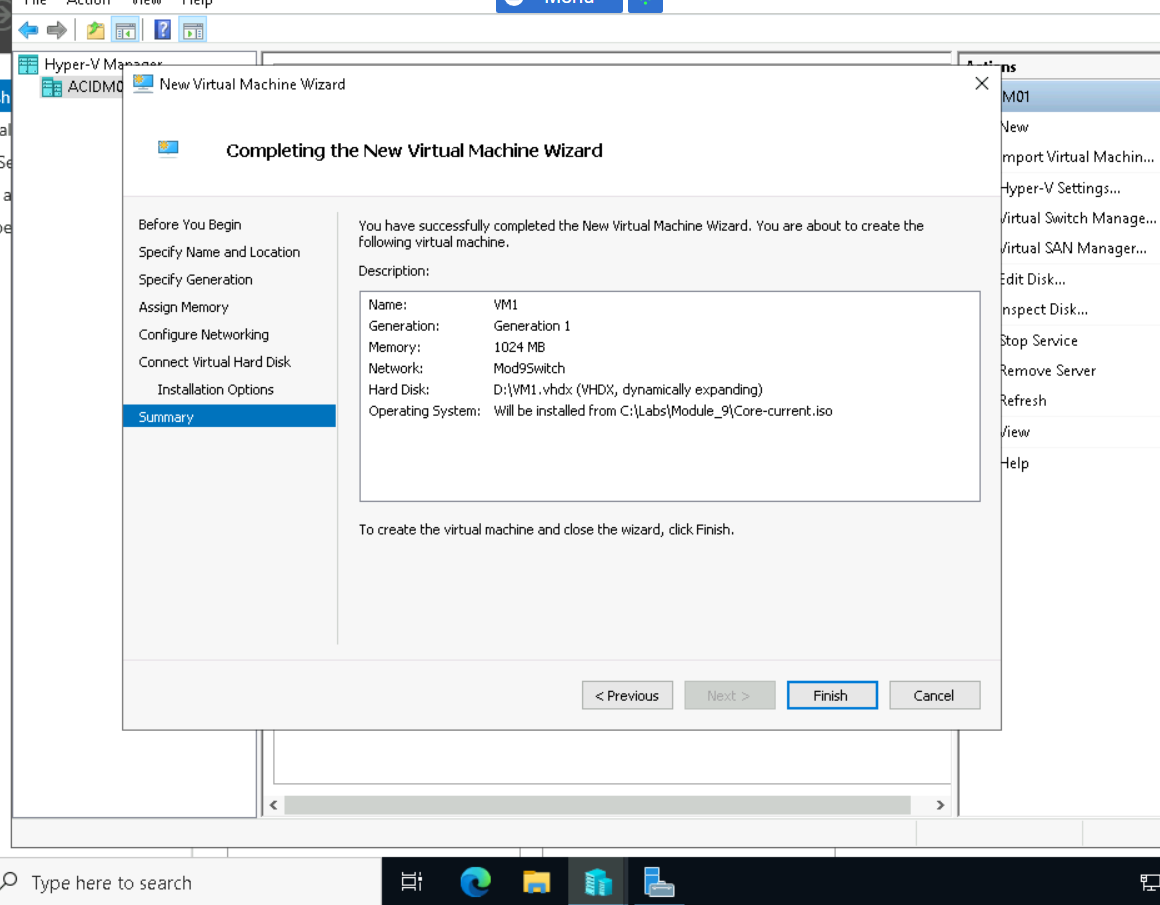 File Action View Help
Menu
Hyper-V Manager
ACIDM0
New Virtual Machine Wizard
Completing the New Virtual Machine Wizard
Before You Begin
Specify Name and Location
Specify Generation
Assign Memory
Configure Networking
Connect Virtual Hard Disk
Installation Options
Summary
You have successfully completed the New Virtual Machine Wizard. You are about to create the
following virtual machine.
Description:
Name: VM1
Generation: Generation 1
Memory: 1024 MB
Network: Mod9Switch
Hard Disk: D:\VM1.vhdx (VHDX, dynamically expanding)
Operating System: Will be installed from C:\Labs\Module_9\Core-current.iso
To create the virtual machine and close the wizard, click Finish.
< Previous
Next >
Finish
Cancel
Actions
M01
New
mport Virtual Machin...
Hyper-V Settings...
Virtual Switch Manage...
Virtual SAN Manager...
Edit Disk...
nspect Disk...
Stop Service
Remove Server
Refresh
View
Help
Type here to search